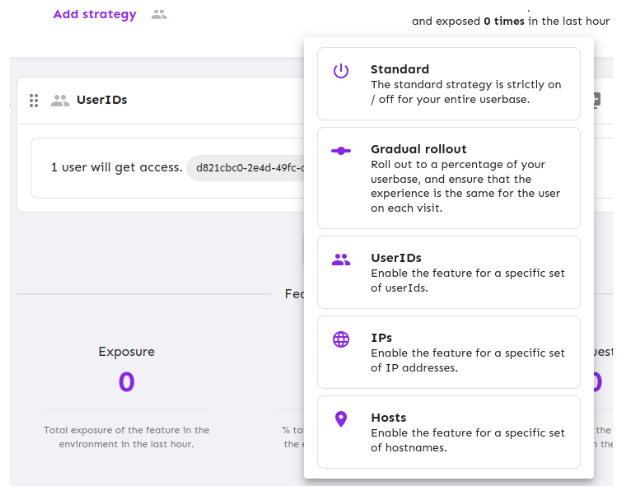 Add strategy
and exposed 0 times in the last hour
UserIDs
1 user will get access. d821cbc0-2e4d-49fc-
Standard
The standard strategy is strictly on
/ off for your entire userbase.
Gradual rollout
Roll out to a percentage of your
userbase, and ensure that the
experience is the same for the user
on each visit.
UserIDs
Enable the feature for a specific set
of userIds.
IPs
Enable the feature for a specific set
of IP addresses.
Hosts
Enable the feature for a specific set
of hostnames.
Exposure
0
Total exposure of the feature in the
environment in the last hour.
% to
the
0
the
the